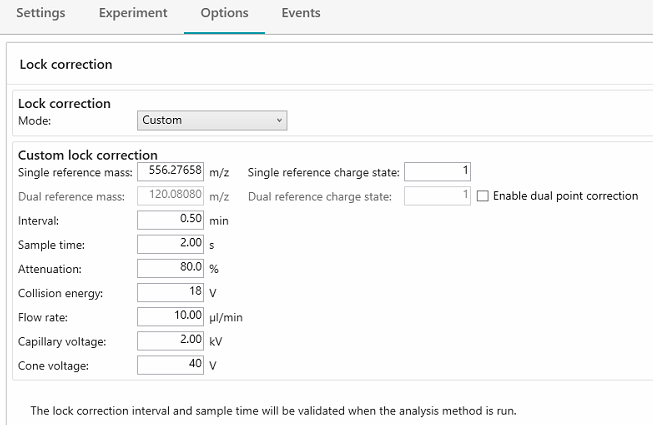 Settings Experiment Options Events
Lock correction
Lock correction
Mode: Custom
Custom lock correction
Single reference mass: 556.27658 m/z Single reference charge state: 1
Dual reference mass: 120.08080 m/z Dual reference charge state: 1 Enable dual point correction
Interval: 0.50 min
Sample time: 2.00 s
Attenuation: 80.0 %
Collision energy: 18 V
Flow rate: 10.00 µl/min
Capillary voltage: 2.00 kV
Cone voltage: 40 V
The lock correction interval and sample time will be validated when the analysis method is run.